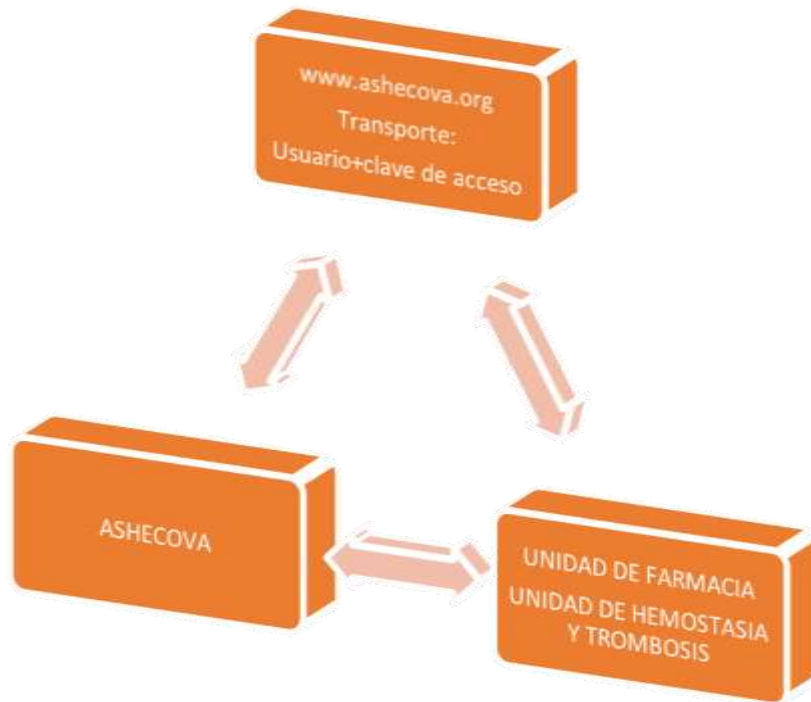 www.ashecova.org
Transporte:
Usuario+clave de acceso
ASHECOVA
UNIDAD DE FARMACIA
UNIDAD DE HEMOSTASIA
Y TROMBOSIS